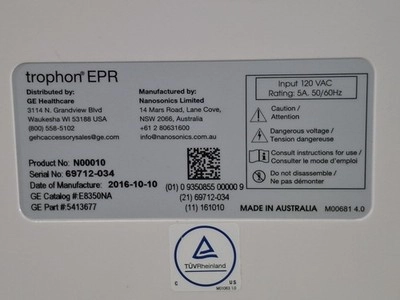 trophon® EPR
Distributed by:
GE Healthcare
3114 N. Grandview Blvd
Waukesha WI 53188 USA
(800) 558-5102
gehcaccessorysales@ge.com
Manufactured by:
Nanosonics Limited
14 Mars Road, Lane Cove,
NSW 2066, Australia
+61 2 80631600
info@nanosonics.com.au
Input 120 VAC
Rating: 5A. 50/60Hz
Caution /
Attention
Dangerous voltage /
Tension dangereuse
Consult instructions for use /
Consulter le mode d'emploi
Do not disassemble/
Ne pas démonter
Product No: N00010
Serial No: 69712-034
Date of Manufacture: 2016-10-10
GE Catalog #:E8350NA
GE Part #:5413677
(01) 0 9350855 00000 9
(21) 69712-034
(11) 161010
MADE IN AUSTRALIA
M00681 4.0
TÜVRheinland
C US